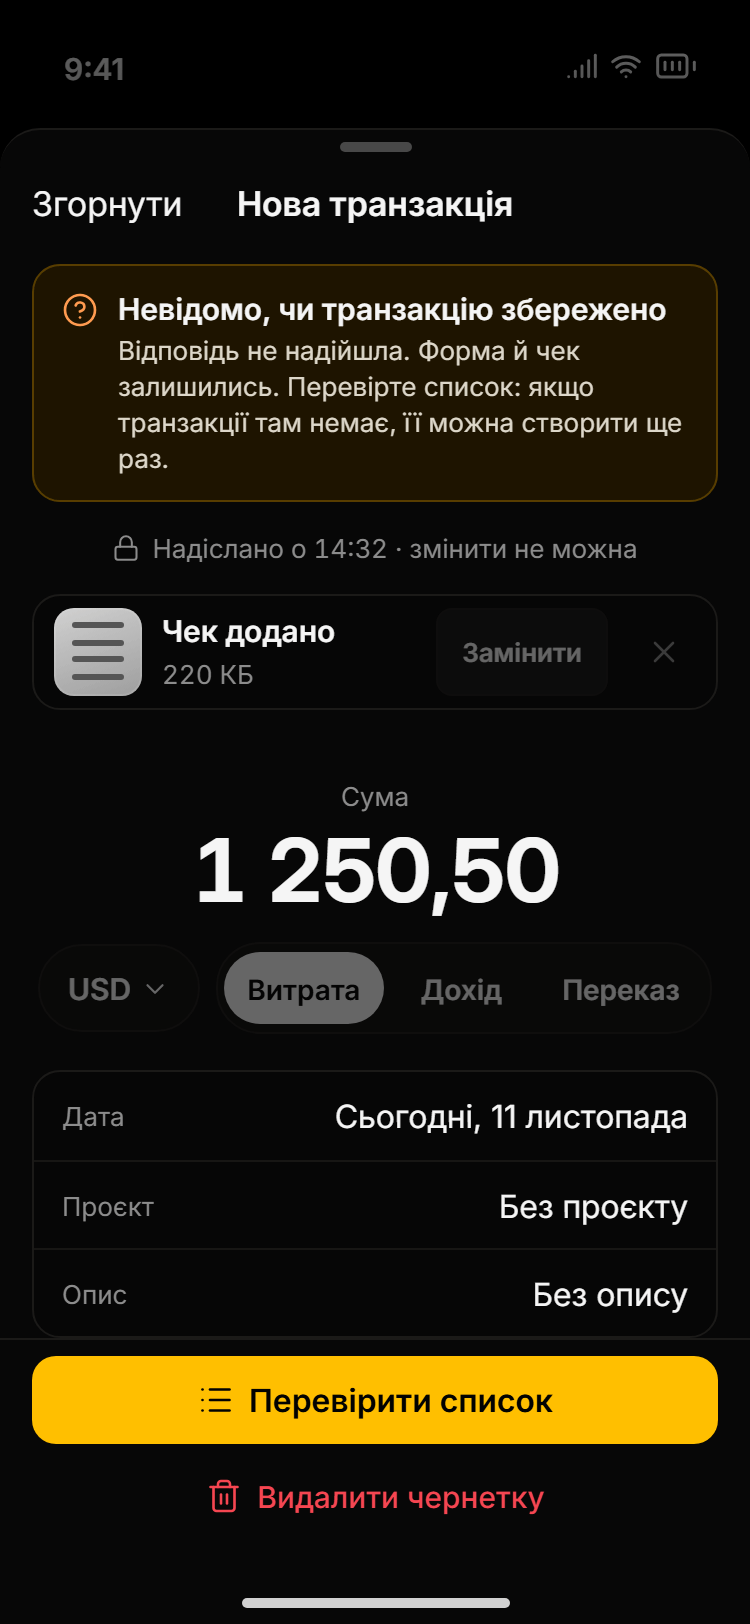 9:41
Згорнути
Нова транзакція
Невідомо, чи транзакцію збережено
Відповідь не надійшла. Форма й чек
залишились. Перевірте список: якщо
транзакції там немає, її можна створити ще
раз.
Надіслано о 14:32 · змінити не можна
Чек додано
220 КБ
Замінити
Сума
1 250,50
USD
Витрата
Дохід
Переказ
Дата
Сьогодні, 11 листопада
Проєкт
Без проєкту
Опис
Без опису
Перевірити список
Видалити чернетку